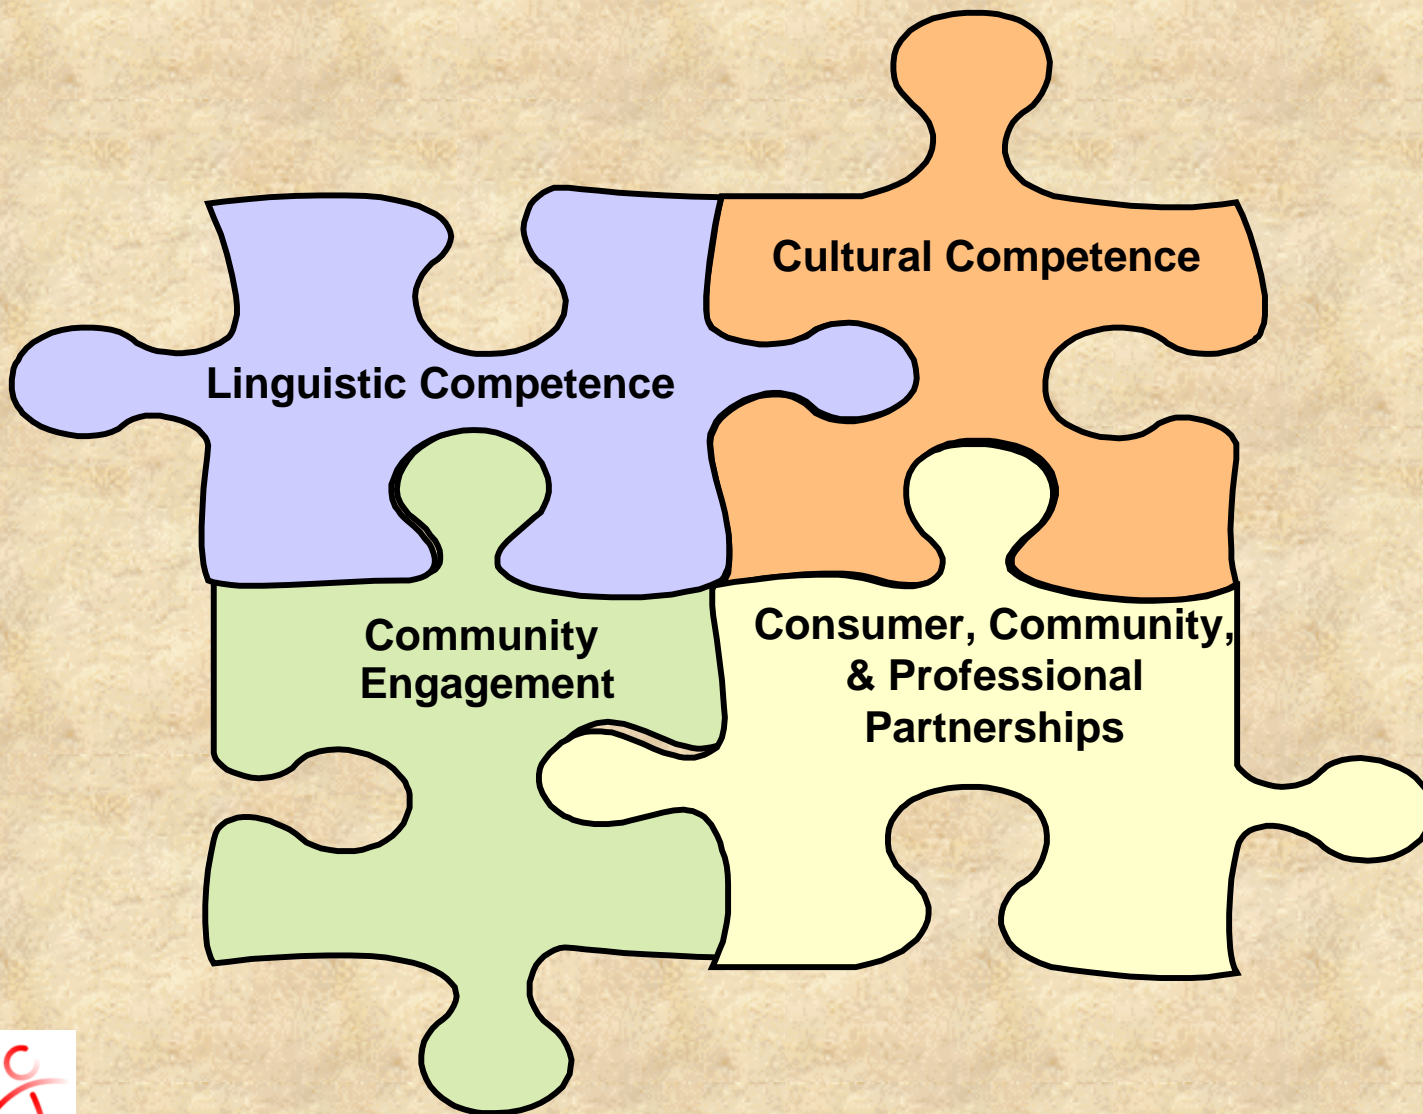 Cultural Competence
Linguistic Competence
Community
Engagement
Consumer, Community,
& Professional
Partnerships